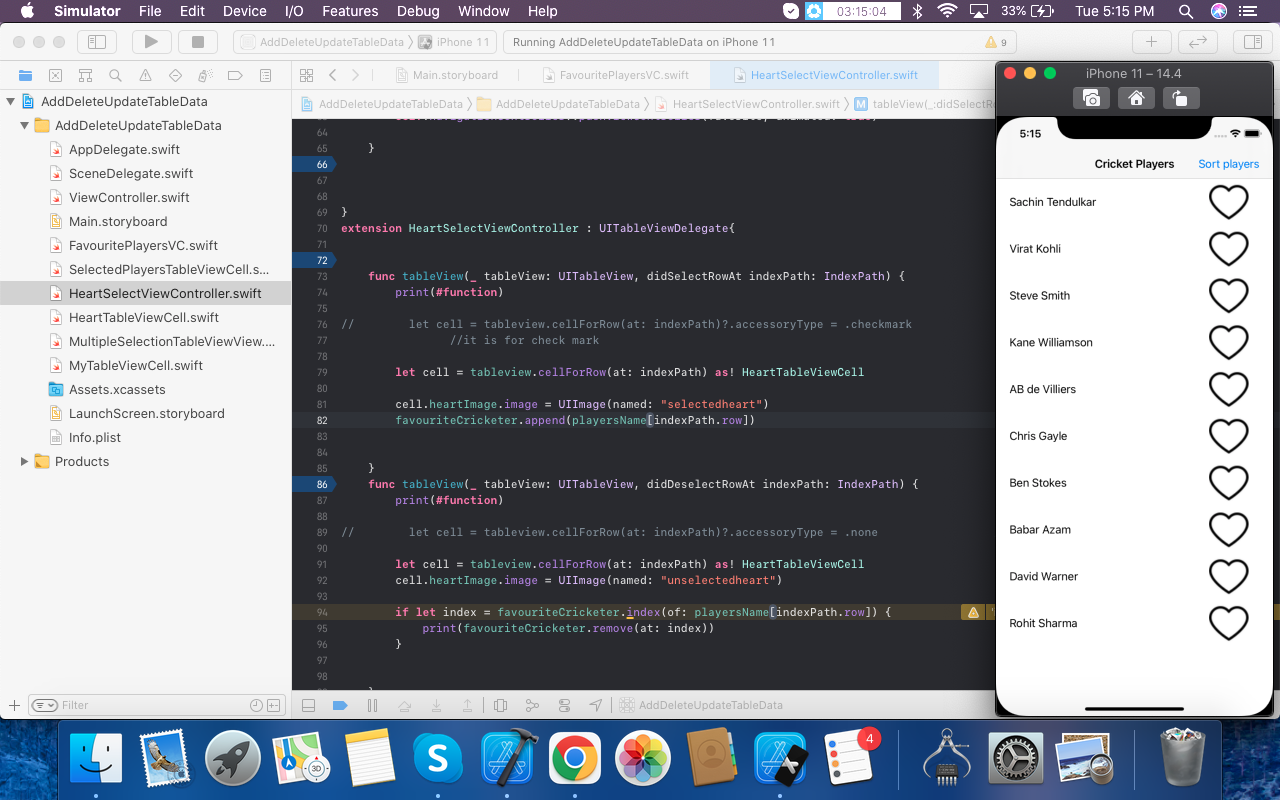 Simulator File Edit Device I/O Features Debug Window Help 03:15:04 33% Tue 5:15 PM
AddDeleteUpdateTableData iPhone 11 Running AddDeleteUpdateTableData on iPhone 11 9
Main.storyboard FavouritePlayersVC.swift HeartSelectViewController.swift
AddDeleteUpdateTableData AddDeleteUpdateTableData HeartSelectViewController.swift M tableView(_:didSelectRo
AddDeleteUpdateTableData
AddDeleteUpdateTableData
AppDelegate.swift
SceneDelegate.swift
ViewController.swift
Main.storyboard
FavouritePlayersVC.swift
SelectedPlayersTableViewCell.s...
HeartSelectViewController.swift
HeartTableViewCell.swift
MultipleSelectionTableViewView....
MyTableViewCell.swift
Assets.xcassets
LaunchScreen.storyboard
Info.plist
Products
Filter
64
65 }
66
67
68
69 }
70 extension HeartSelectViewController : UITableViewDelegate{
71
72
73 func tableView(_ tableView: UITableView, didSelectRowAt indexPath: IndexPath) {
74 print(#function)
75
76 // let cell = tableview.cellForRow(at: indexPath)?.accessoryType = .checkmark
77 //it is for check mark
78
79 let cell = tableview.cellForRow(at: indexPath) as! HeartTableViewCell
80
81 cell.heartImage.image = UIImage(named: "selectedheart")
82 favouriteCricketer.append(playersName[indexPath.row])
83
84
85 }
86 func tableView(_ tableView: UITableView, didDeselectRowAt indexPath: IndexPath) {
87 print(#function)
88
89 // let cell = tableview.cellForRow(at: indexPath)?.accessoryType = .none
90
91 let cell = tableview.cellForRow(at: indexPath) as! HeartTableViewCell
92 cell.heartImage.image = UIImage(named: "unselectedheart")
93
94 if let index = favouriteCricketer.index(of: playersName[indexPath.row]) {
95 print(favouriteCricketer.remove(at: index))
96 }
97
98
AddDeleteUpdateTableData
iPhone 11 – 14.4
5:15
Cricket Players Sort players
Sachin Tendulkar
Virat Kohli
Steve Smith
Kane Williamson
AB de Villiers
Chris Gayle
Ben Stokes
Babar Azam
David Warner
Rohit Sharma
3D
4